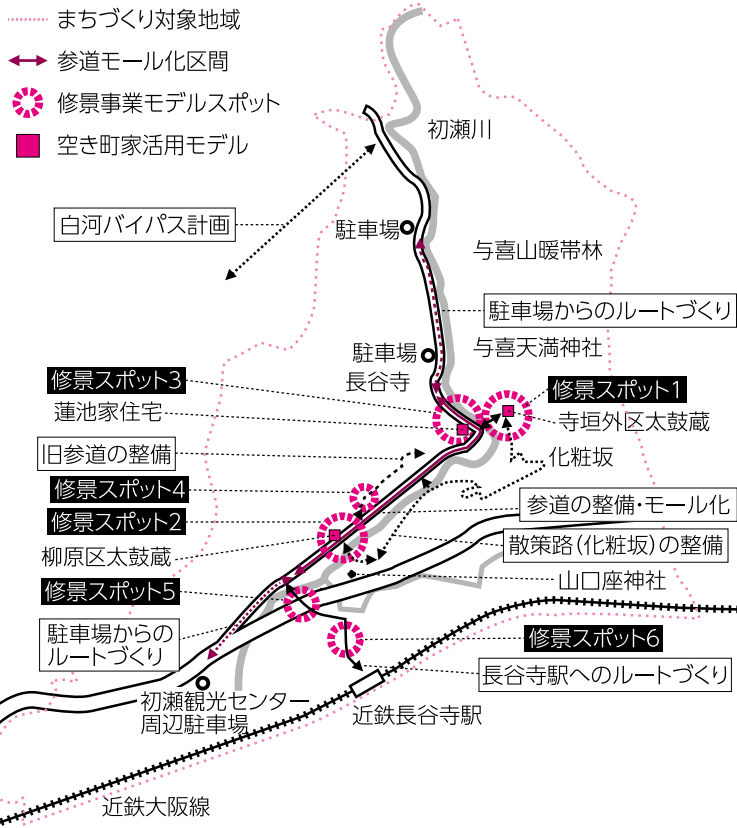 まちづくり対象地域
参道モール化区間
修景事業モデルスポット
空き町家活用モデル
初瀬川
白河バイパス計画
駐車場
与喜山暖帯林
駐車場からのルートづくり
駐車場
与喜天満神社
長谷寺
修景スポット3
修景スポット1
蓮池家住宅
寺垣外区太鼓蔵
旧参道の整備
化粧坂
修景スポット4
参道の整備・モール化
修景スポット2
散策路(化粧坂)の整備
柳原区太鼓蔵
山口座神社
修景スポット5
駐車場からの
ルートづくり
修景スポット6
長谷寺駅へのルートづくり
初瀬観光センター
周辺駐車場
近鉄長谷寺駅
近鉄大阪線